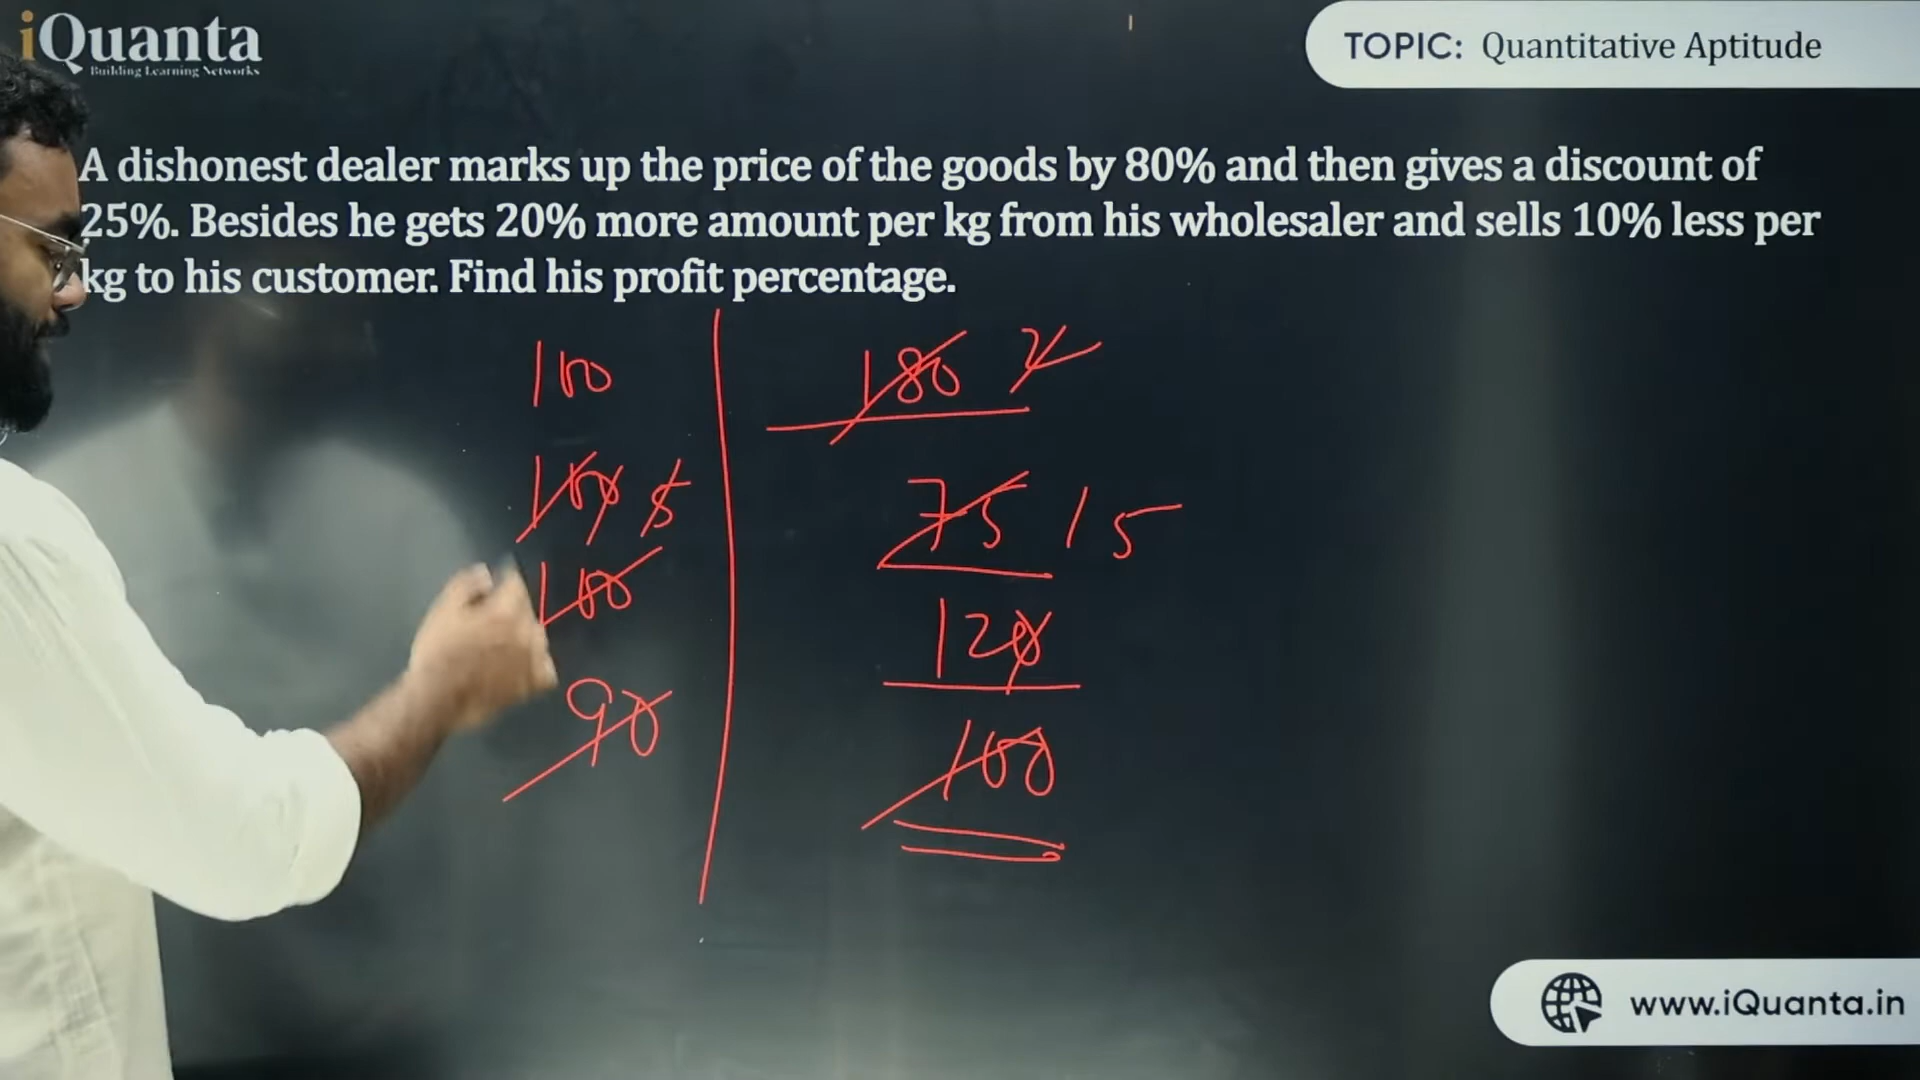 iQuanta
Building Learning Networks
TOPIC: Quantitative Aptitude
A dishonest dealer marks up the price of the goods by 80% and then gives a discount of
25%. Besides he gets 20% more amount per kg from his wholesaler and sells 10% less per
kg to his customer. Find his profit percentage.
100 180 2
100 5 75 15
100 120
90 100
www.iQuanta.in